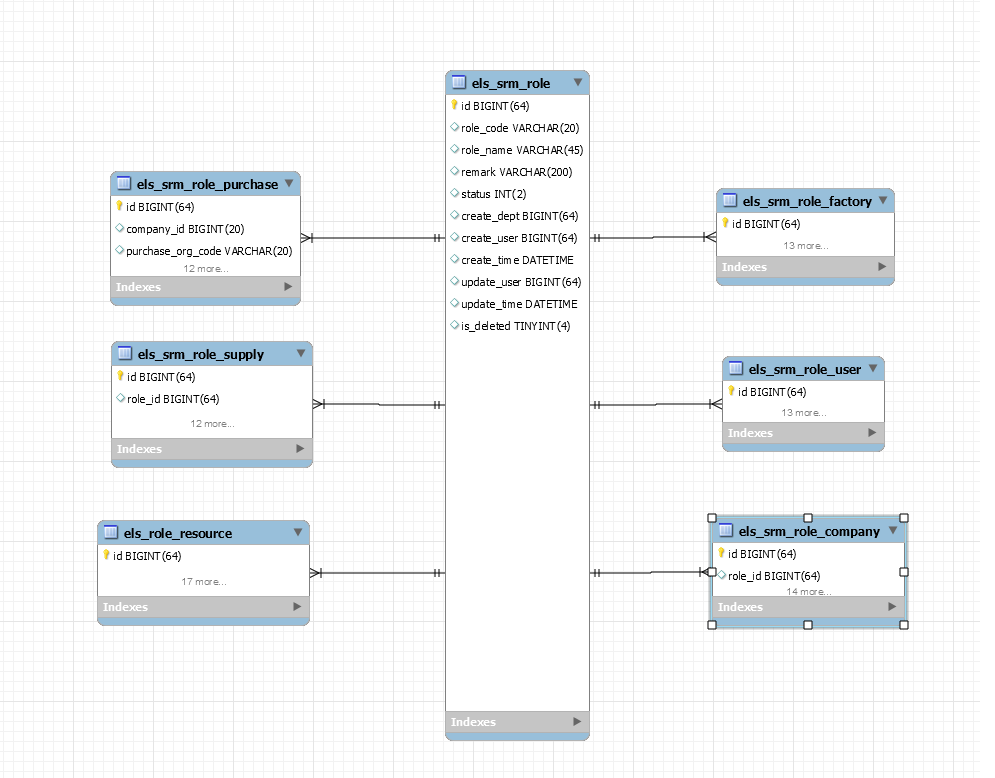 els_srm_role
id BIGINT(64)
role_code VARCHAR(20)
role_name VARCHAR(45)
remark VARCHAR(200)
status INT(2)
create_dept BIGINT(64)
create_user BIGINT(64)
create_time DATETIME
update_user BIGINT(64)
update_time DATETIME
is_deleted TINYINT(4)
Indexes
els_srm_role_purchase
id BIGINT(64)
company_id BIGINT(20)
purchase_org_code VARCHAR(20)
12 more...
Indexes
els_srm_role_supply
id BIGINT(64)
role_id BIGINT(64)
12 more...
Indexes
els_role_resource
id BIGINT(64)
17 more...
Indexes
els_srm_role_factory
id BIGINT(64)
13 more...
Indexes
els_srm_role_user
id BIGINT(64)
13 more...
Indexes
els_srm_role_company
id BIGINT(64)
role_id BIGINT(64)
14 more...
Indexes